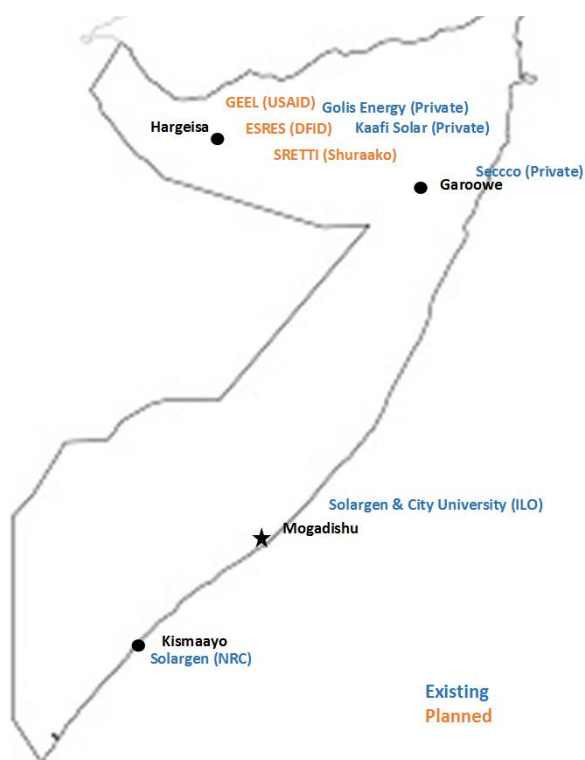 GEEL (USAID)
Golis Energy (Private)
Hargeisa
ESRES (DFID)
Kaafi Solar (Private)
SRETTI (Shuraako)
Seccco (Private)
Garoowe
Solargen & City University (ILO)
Mogadishu
Kismaayo
Solargen (NRC)
Existing
Planned